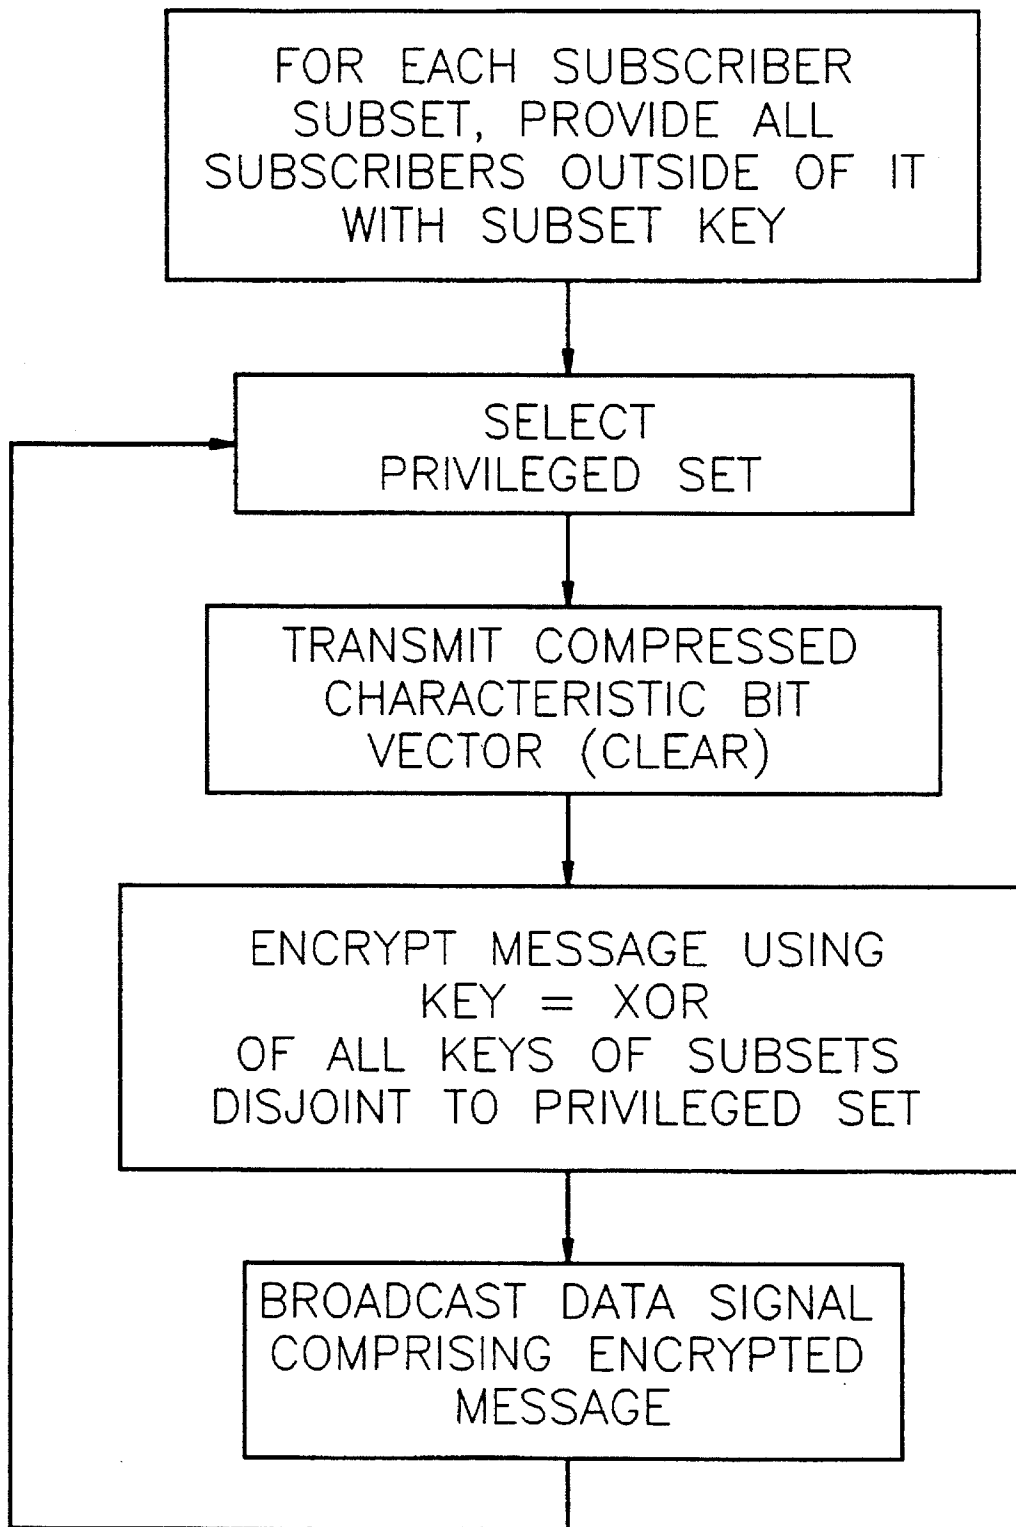 FOR EACH SUBSCRIBER
SUBSET, PROVIDE ALL
SUBSCRIBERS OUTSIDE OF IT
WITH SUBSET KEY
SELECT
PRIVILEGED SET
TRANSMIT COMPRESSED
CHARACTERISTIC BIT
VECTOR (CLEAR)
ENCRYPT MESSAGE USING
KEY = XOR
OF ALL KEYS OF SUBSETS
DISJOINT TO PRIVILEGED SET
BROADCAST DATA SIGNAL
COMPRISING ENCRYPTED
MESSAGE